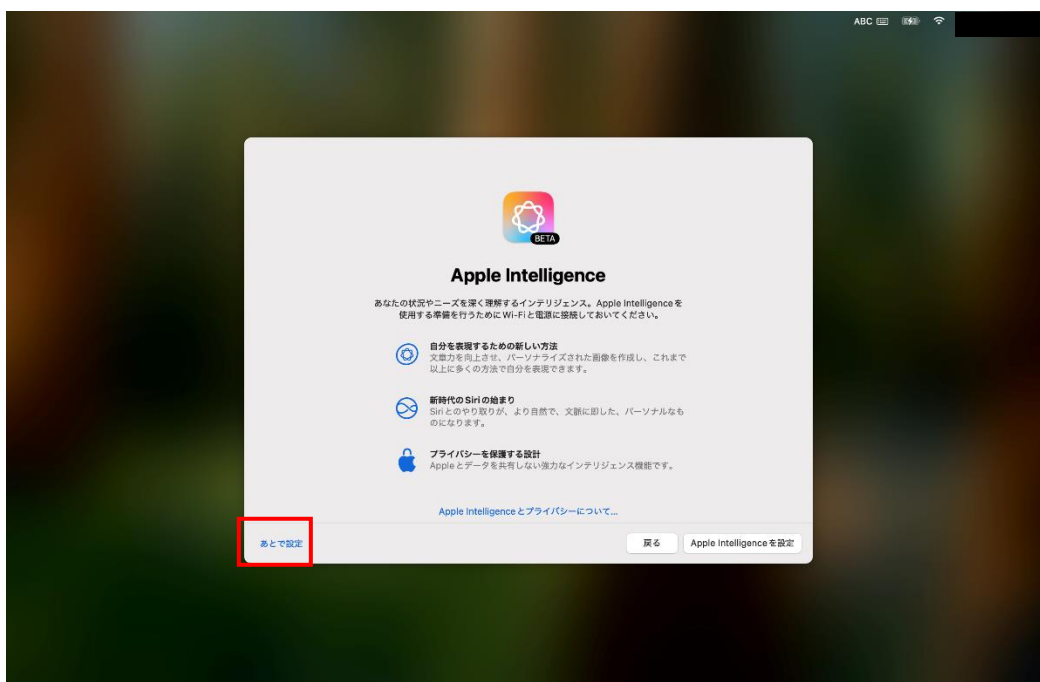 ABC
BETA
Apple Intelligence
あなたの状況やニーズを深く理解するインテリジェンス。Apple Intelligenceを
使用する準備を行うためにWi-Fiと電源に接続しておいてください。
自分を表現するための新しい方法
文章力を向上させ、パーソナライズされた画像を作成し、これまで
以上に多くの方法で自分を表現できます。
新時代のSiriの始まり
Siriとのやり取りが、より自然で、文脈に即した、パーソナルなも
のになります。
プライバシーを保護する設計
Appleとデータを共有しない強力なインテリジェンス機能です。
Apple Intelligenceとプライバシーについて...
あとで設定
戻る
Apple Intelligenceを設定